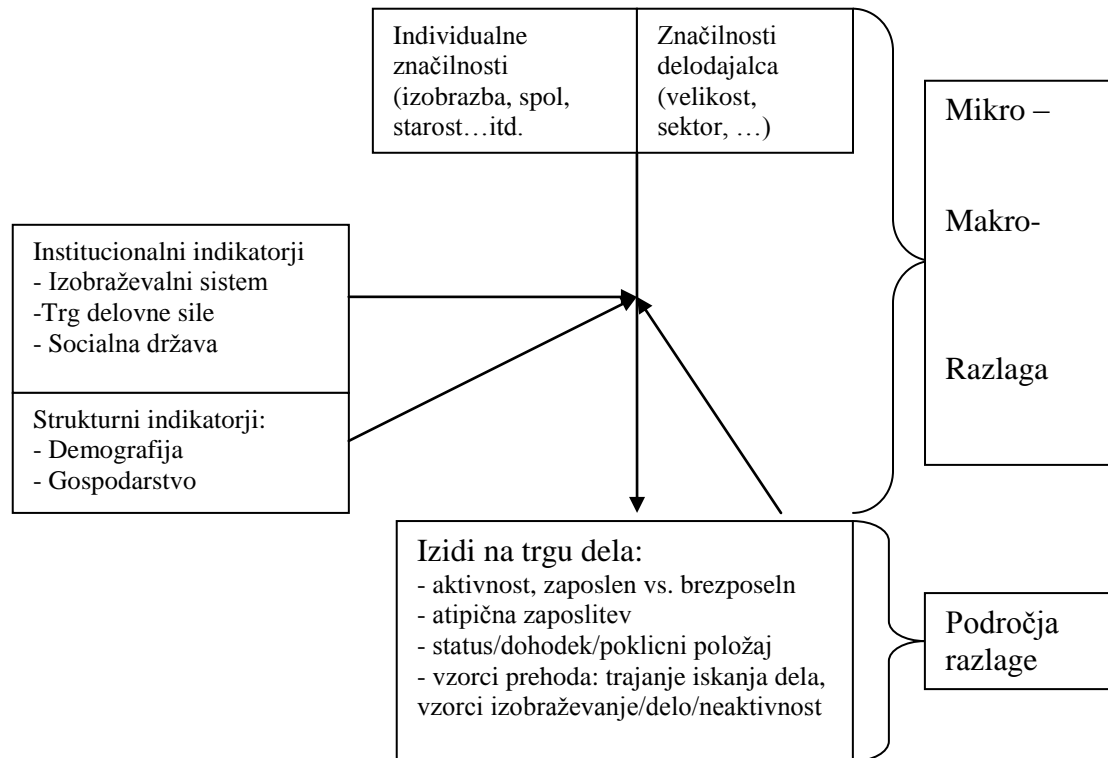 Individualne
značilnosti
(izobrazba, spol,
starost…itd.
Značilnosti
delodajalca
(velikost,
sektor, …)
Mikro –
Makro-
Razlaga
Institucionalni indikatorji
- Izobraževalni sistem
-Trg delovne sile
- Socialna država
Strukturni indikatorji:
- Demografija
- Gospodarstvo
Izidi na trgu dela:
- aktivnost, zaposlen vs. brezposeln
- atipična zaposlitev
- status/dohodek/poklicni položaj
- vzorci prehoda: trajanje iskanja dela,
vzorci izobraževanje/delo/neaktivnost
Področja
razlage